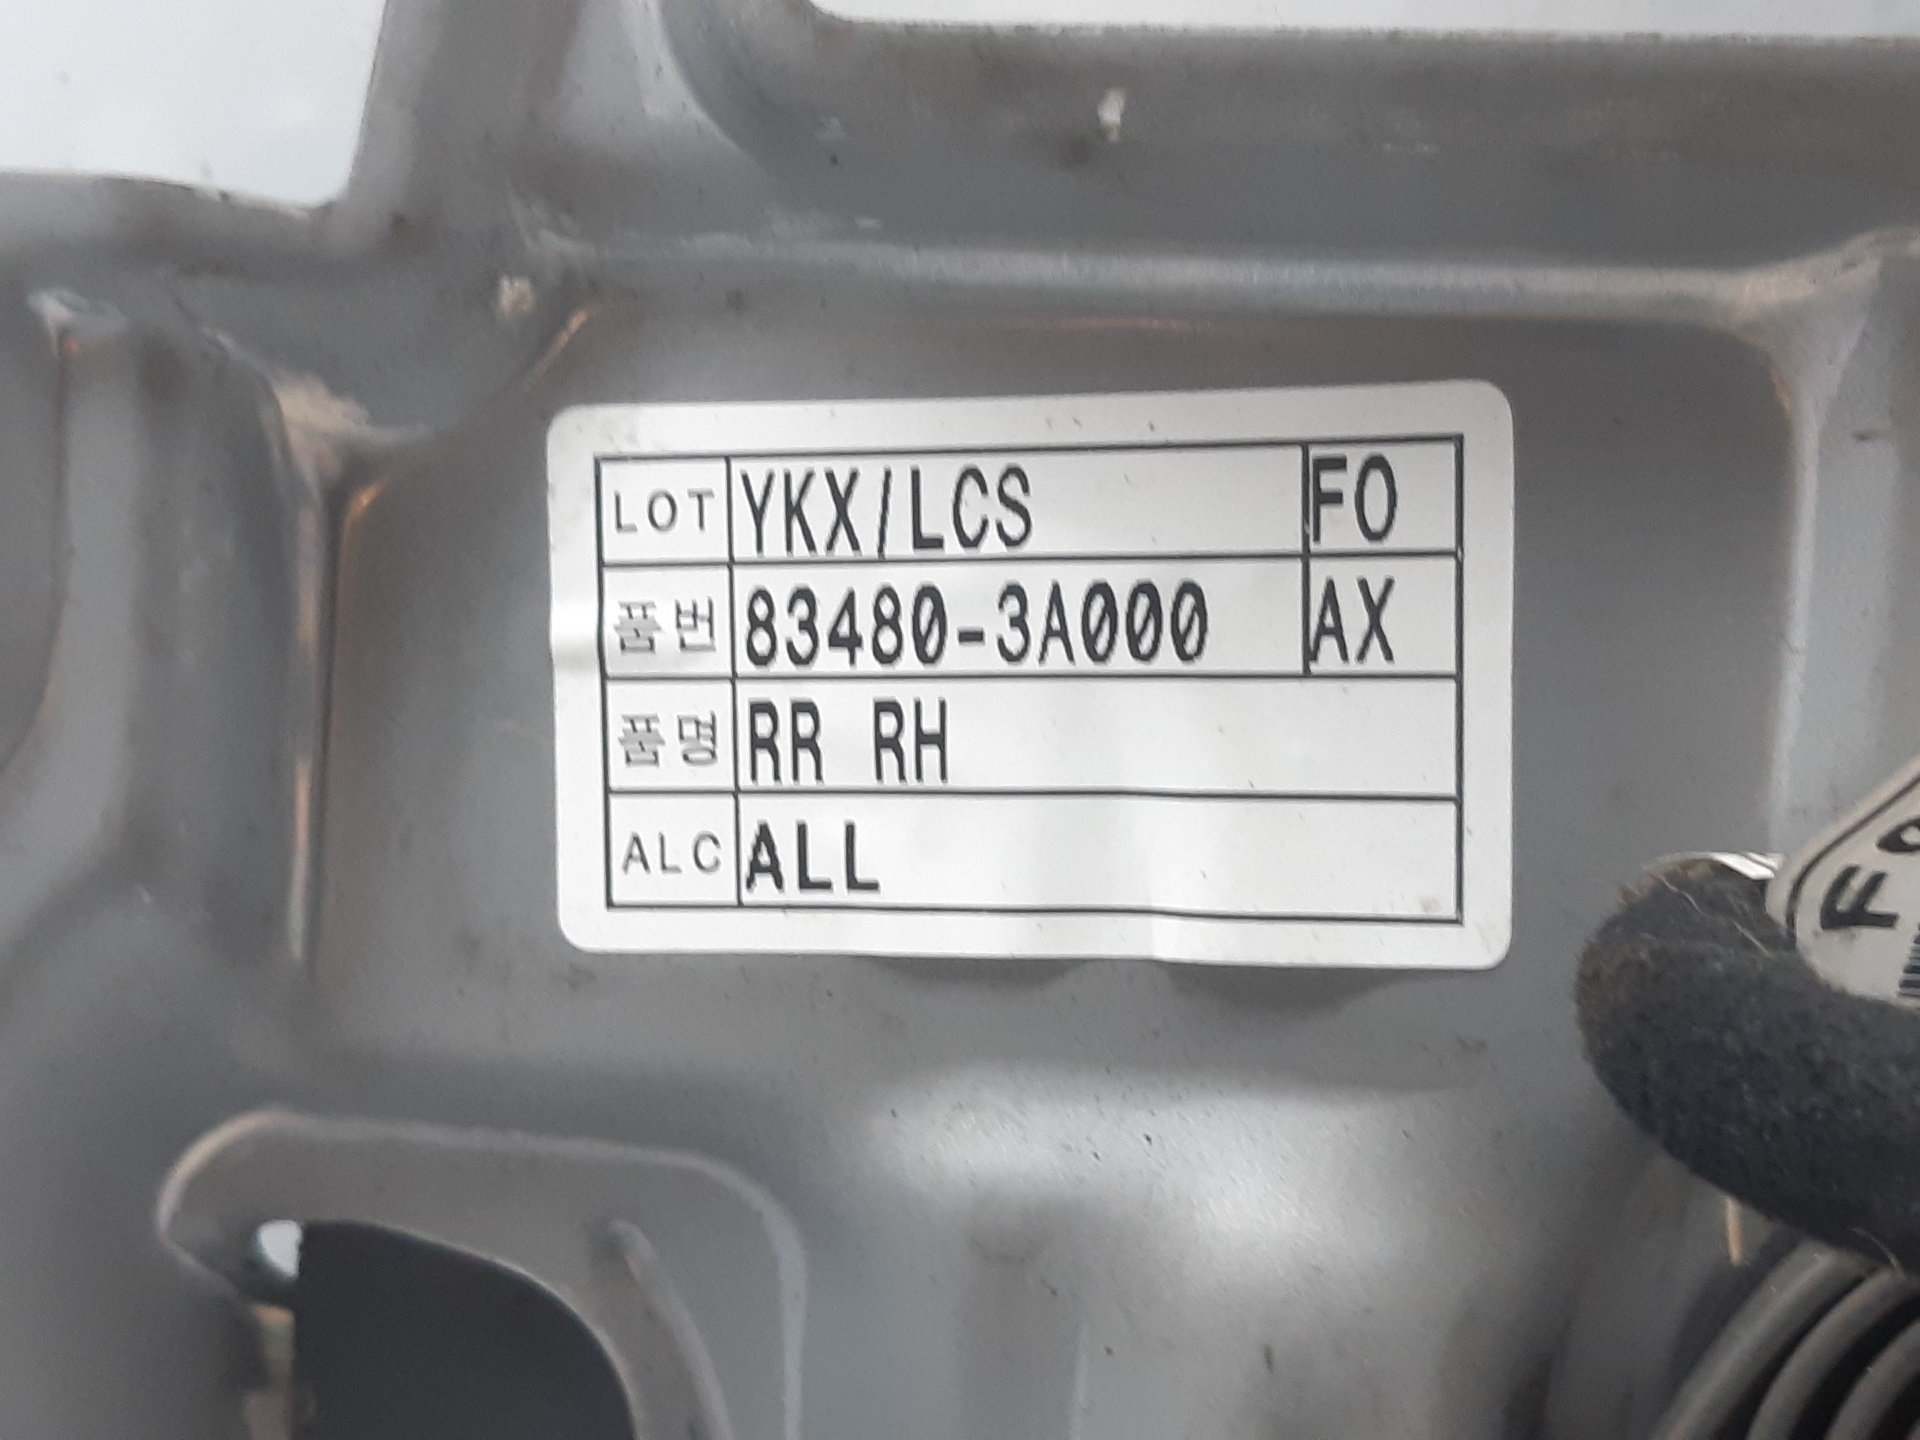 LOT YKX/LCS FO
품번 83480-3A000 AX
품명 RR RH
ALC ALL
F